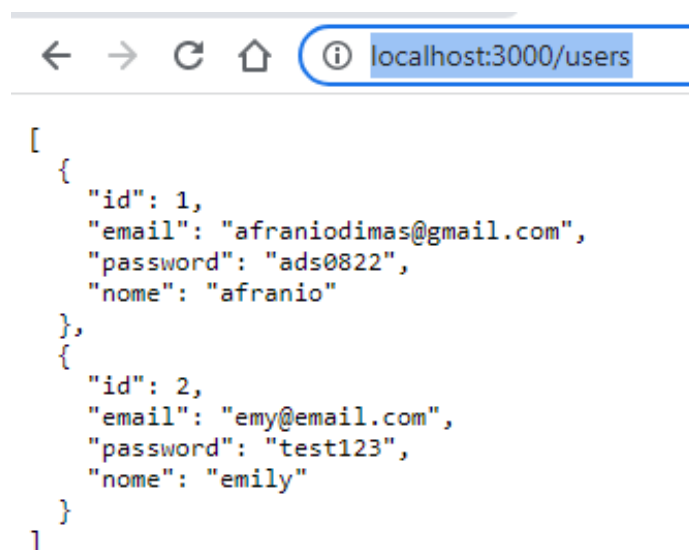 localhost:3000/users
[
  {
    "id": 1,
    "email": "afraniodimas@gmail.com",
    "password": "ads0822",
    "nome": "afranio"
  },
  {
    "id": 2,
    "email": "emy@email.com",
    "password": "test123",
    "nome": "emily"
  }
]